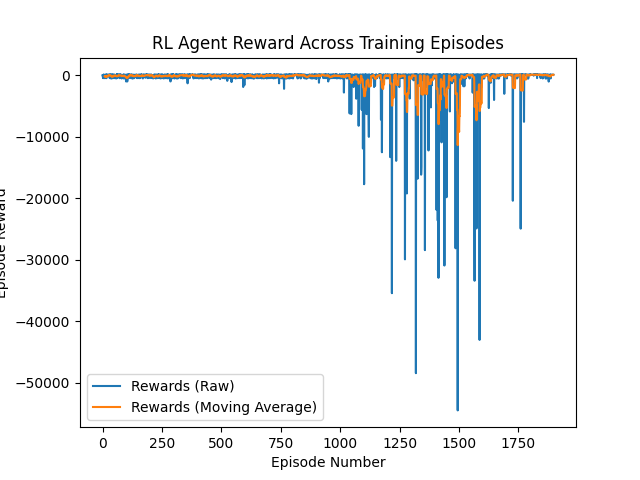 RL Agent Reward Across Training Episodes
0
−10000
−20000
−30000
−40000
−50000
Episode Reward
Rewards (Raw)
Rewards (Moving Average)
0 250 500 750 1000 1250 1500 1750
Episode Number